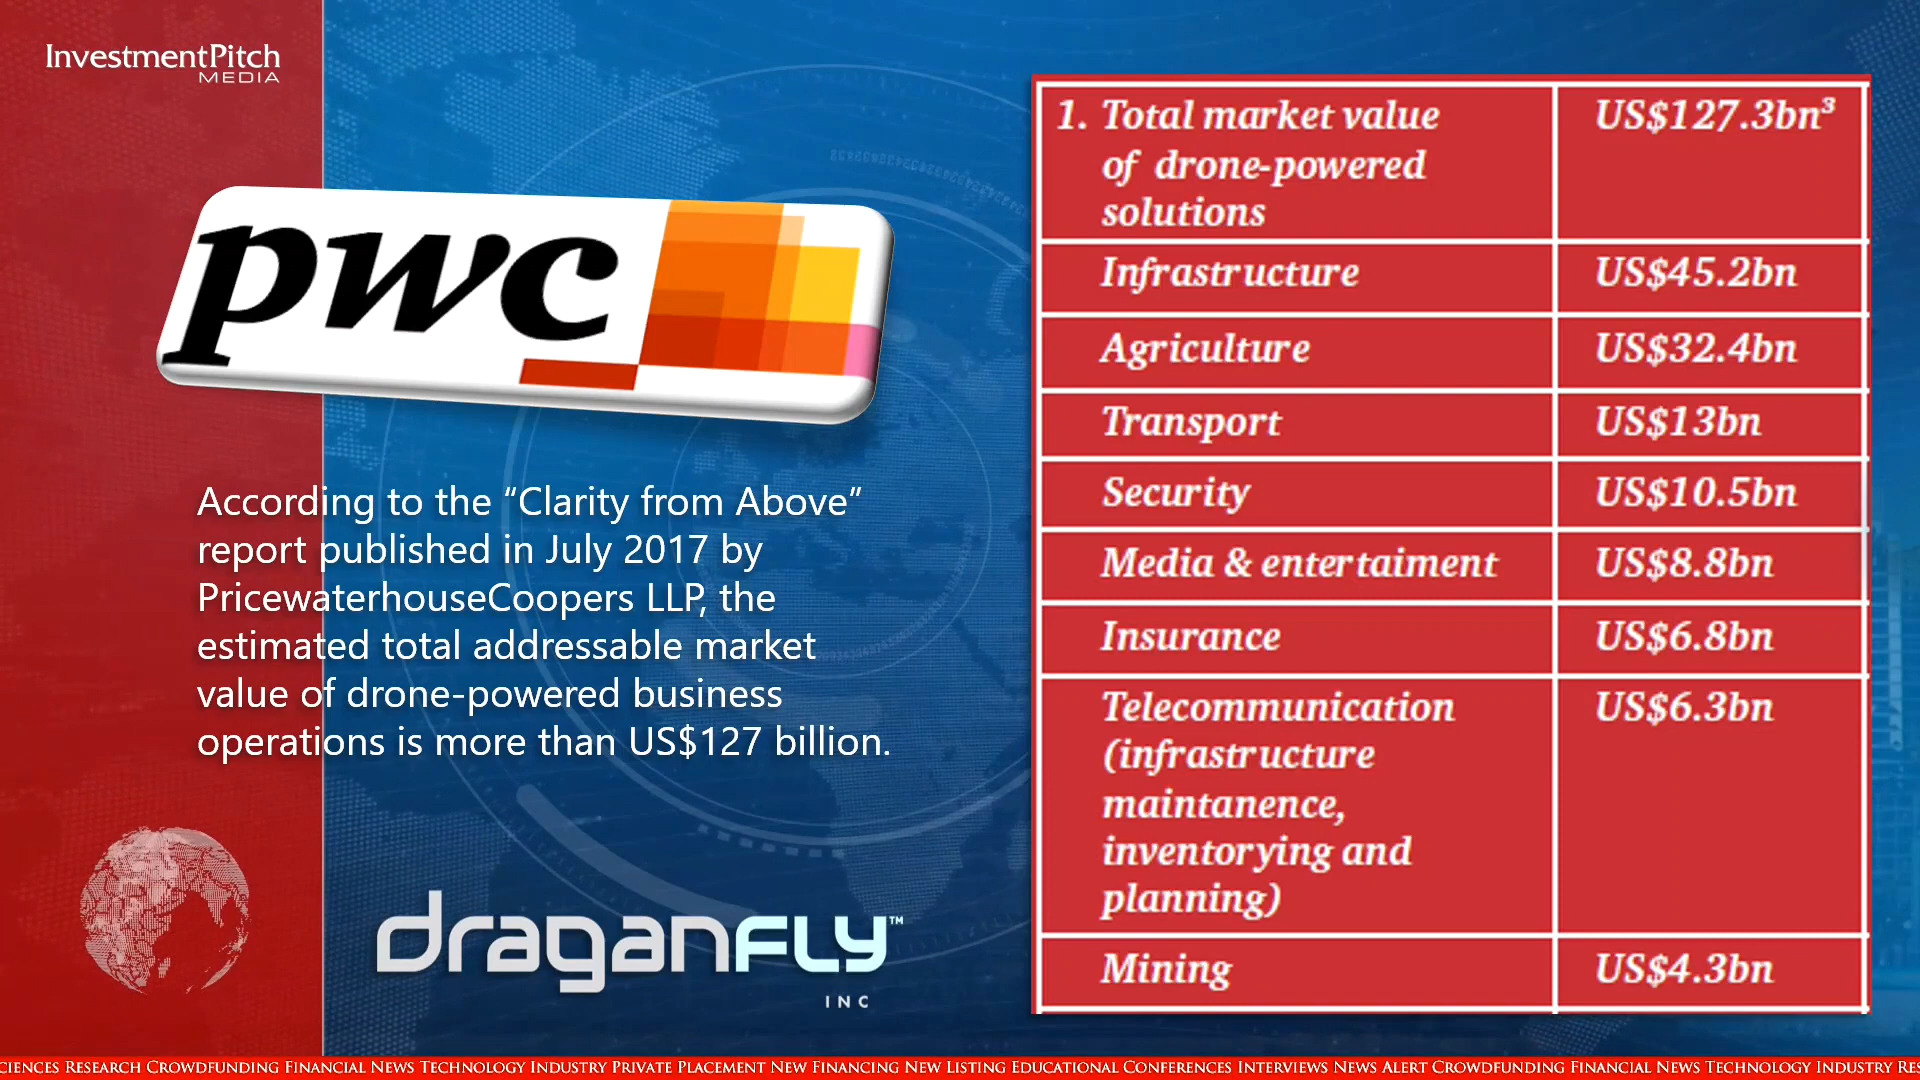 InvestmentPitch
MEDIA
pwc
According to the “Clarity from Above”
report published in July 2017 by
PricewaterhouseCoopers LLP, the
estimated total addressable market
value of drone-powered business
operations is more than US$127 billion.
draganFLY™
INC
1. Total market value US$127.3bn³
of drone-powered
solutions
Infrastructure US$45.2bn
Agriculture US$32.4bn
Transport US$13bn
Security US$10.5bn
Media & entertaiment US$8.8bn
Insurance US$6.8bn
Telecommunication US$6.3bn
(infrastructure
maintanence,
inventorying and
planning)
Mining US$4.3bn
CIENCES RESEARCH CROWDFUNDING FINANCIAL NEWS TECHNOLOGY INDUSTRY PRIVATE PLACEMENT NEW FINANCING NEW LISTING EDUCATIONAL CONFERENCES INTERVIEWS NEWS ALERT CROWDFUNDING FINANCIAL NEWS TECHNOLOGY INDUSTRY RES